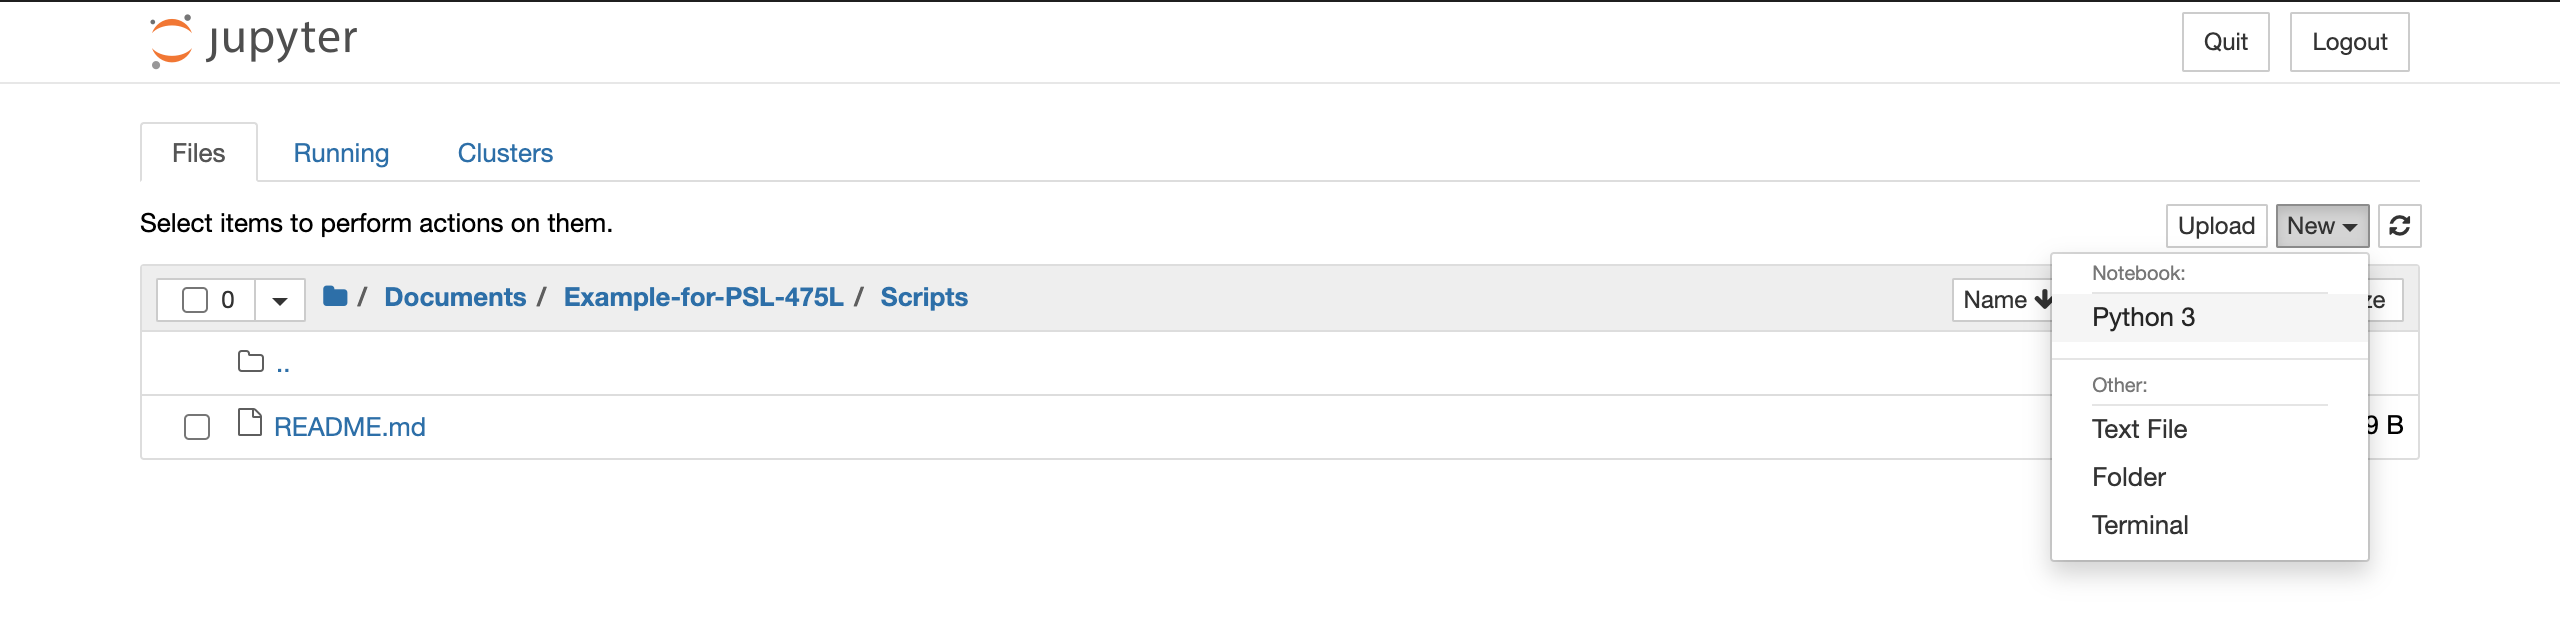 jupyter
Quit
Logout
Files
Running
Clusters
Select items to perform actions on them.
Upload
New
0
/ Documents / Example-for-PSL-475L / Scripts
Name
Notebook:
Python 3
..
Other:
README.md
Text File
9 B
Folder
Terminal